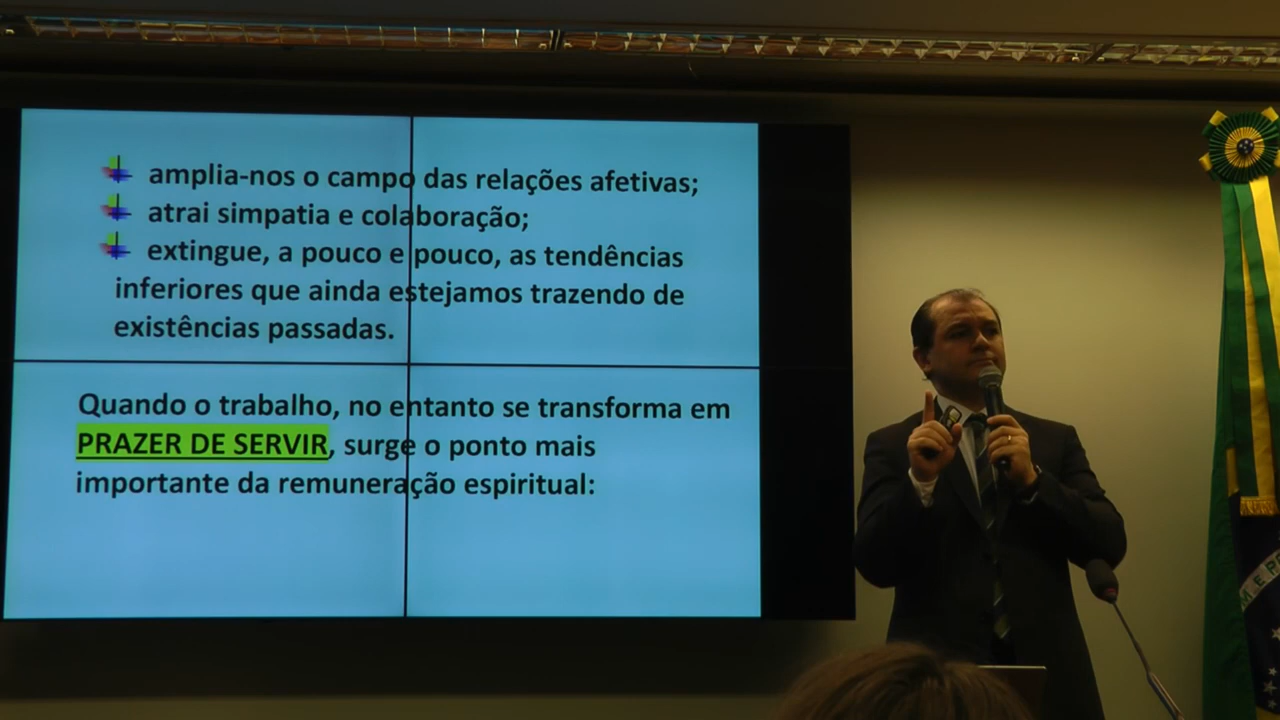 amplia-nos o campo das relações afetivas;
atrai simpatia e colaboração;
extingue, a pouco e pouco, as tendências
inferiores que ainda estejamos trazendo de
existências passadas.
Quando o trabalho, no entanto se transforma em
PRAZER DE SERVIR, surge o ponto mais
importante da remuneração espiritual: